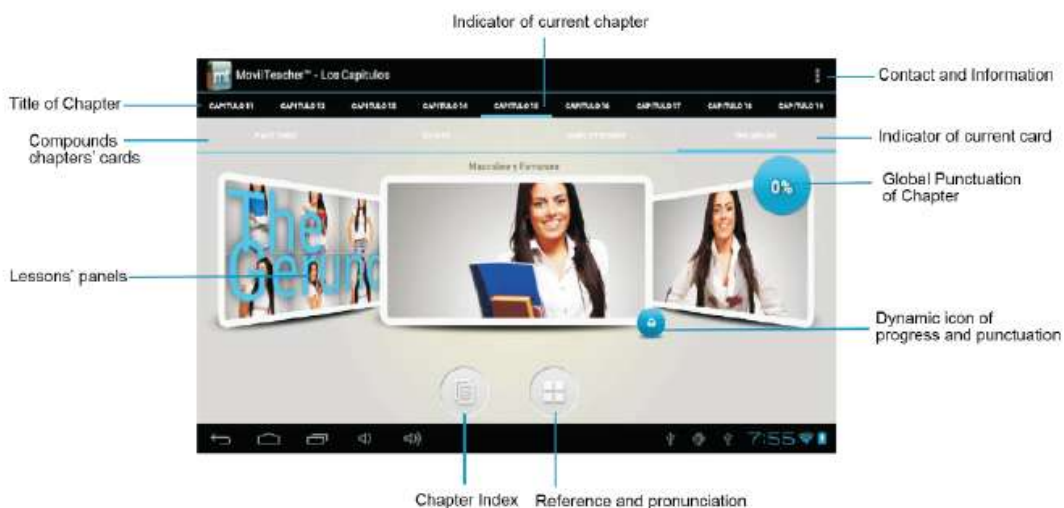 Indicator of current chapter
MovilTeacher™ - Los Capitulos
Contact and Information
Title of Chapter
CAPITULO 11 CAPITULO 12 CAPITULO 13 CAPITULO 14 CAPITULO 15 CAPITULO 16 CAPITULO 17 CAPITULO 18 CAPITULO 19
Compounds
chapters' cards
Indicator of current card
Masculino y Femenino
0%
Global Punctuation
of Chapter
The
Gerund
Lessons' panels
Dynamic icon of
progress and punctuation
7:55
Chapter Index
Reference and pronunciation